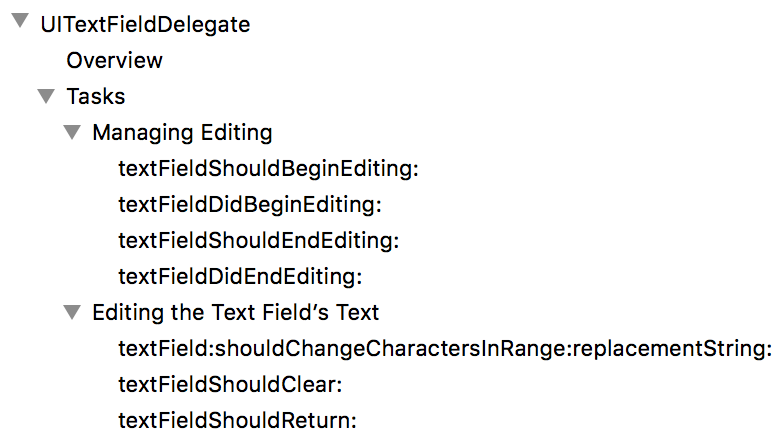 UITextFieldDelegate
Overview
Tasks
Managing Editing
textFieldShouldBeginEditing:
textFieldDidBeginEditing:
textFieldShouldEndEditing:
textFieldDidEndEditing:
Editing the Text Field’s Text
textField:shouldChangeCharactersInRange:replacementString:
textFieldShouldClear:
textFieldShouldReturn: